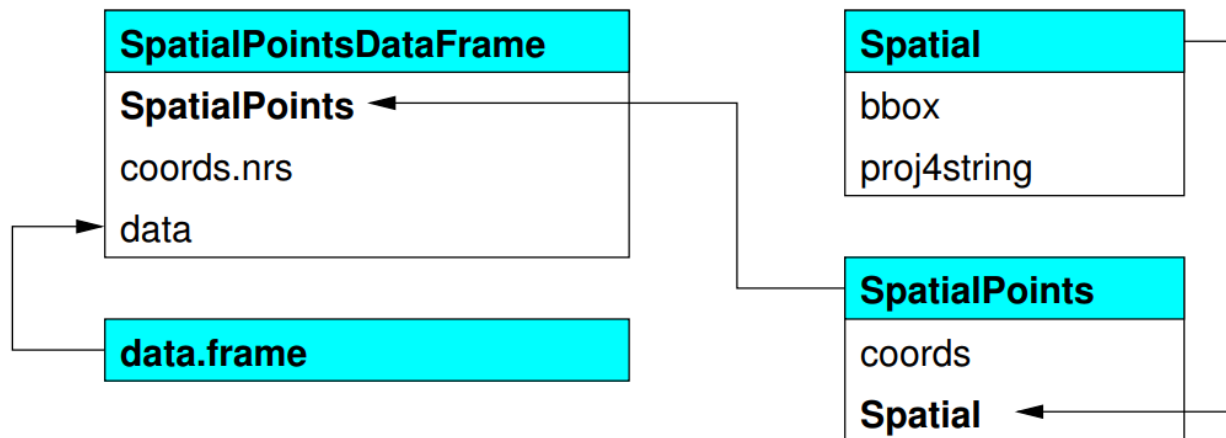 SpatialPointsDataFrame
SpatialPoints
coords.nrs
data
data.frame
Spatial
bbox
proj4string
SpatialPoints
coords
Spatial